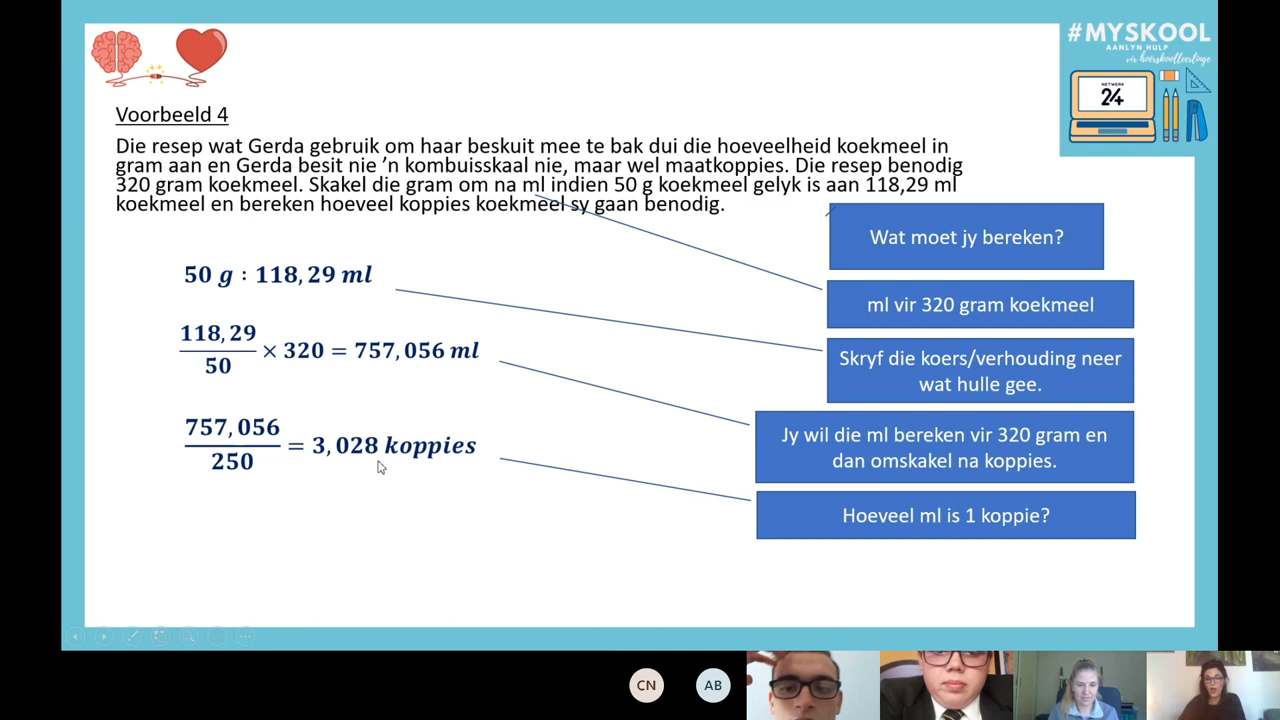 #MYSKOOL
AANLYN HULP
vir hoërskoolleerlinge
NETWERK
24
Voorbeeld 4
Die resep wat Gerda gebruik om haar beskuit mee te bak dui die hoeveelheid koekmeel in
gram aan en Gerda besit nie ’n kombuisskaal nie, maar wel maatkoppies. Die resep benodig
320 gram koekmeel. Skakel die gram om na ml indien 50 g koekmeel gelyk is aan 118,29 ml
koekmeel en bereken hoeveel koppies koekmeel sy gaan benodig.
50 g : 118,29 ml
118,29
50
× 320 = 757,056 ml
757,056
250
= 3,028 koppies
Wat moet jy bereken?
ml vir 320 gram koekmeel
Skryf die koers/verhouding neer
wat hulle gee.
Jy wil die ml bereken vir 320 gram en
dan omskakel na koppies.
Hoeveel ml is 1 koppie?
CN
AB